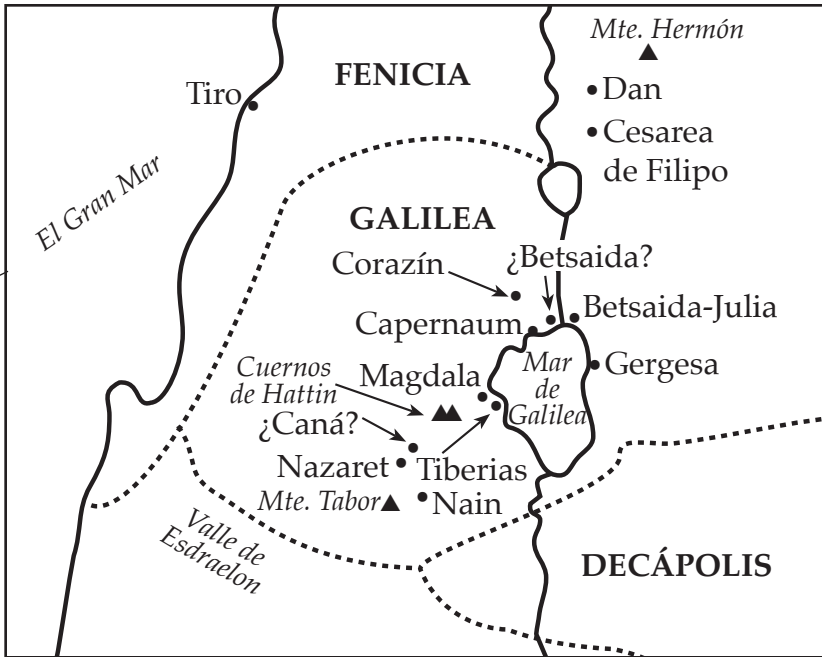 Mte. Hermón
FENICIA
Tiro
Dan
Cesarea
de Filipo
El Gran Mar
GALILEA
¿Betsaida?
Corazín
Betsaida-Julia
Capernaum
Mar
de
Galilea
Gergesa
Cuernos
de Hattin
Magdala
¿Caná?
Nazaret
Tiberias
Mte. Tabor
Nain
Valle de
Esdraelon
DECÁPOLIS